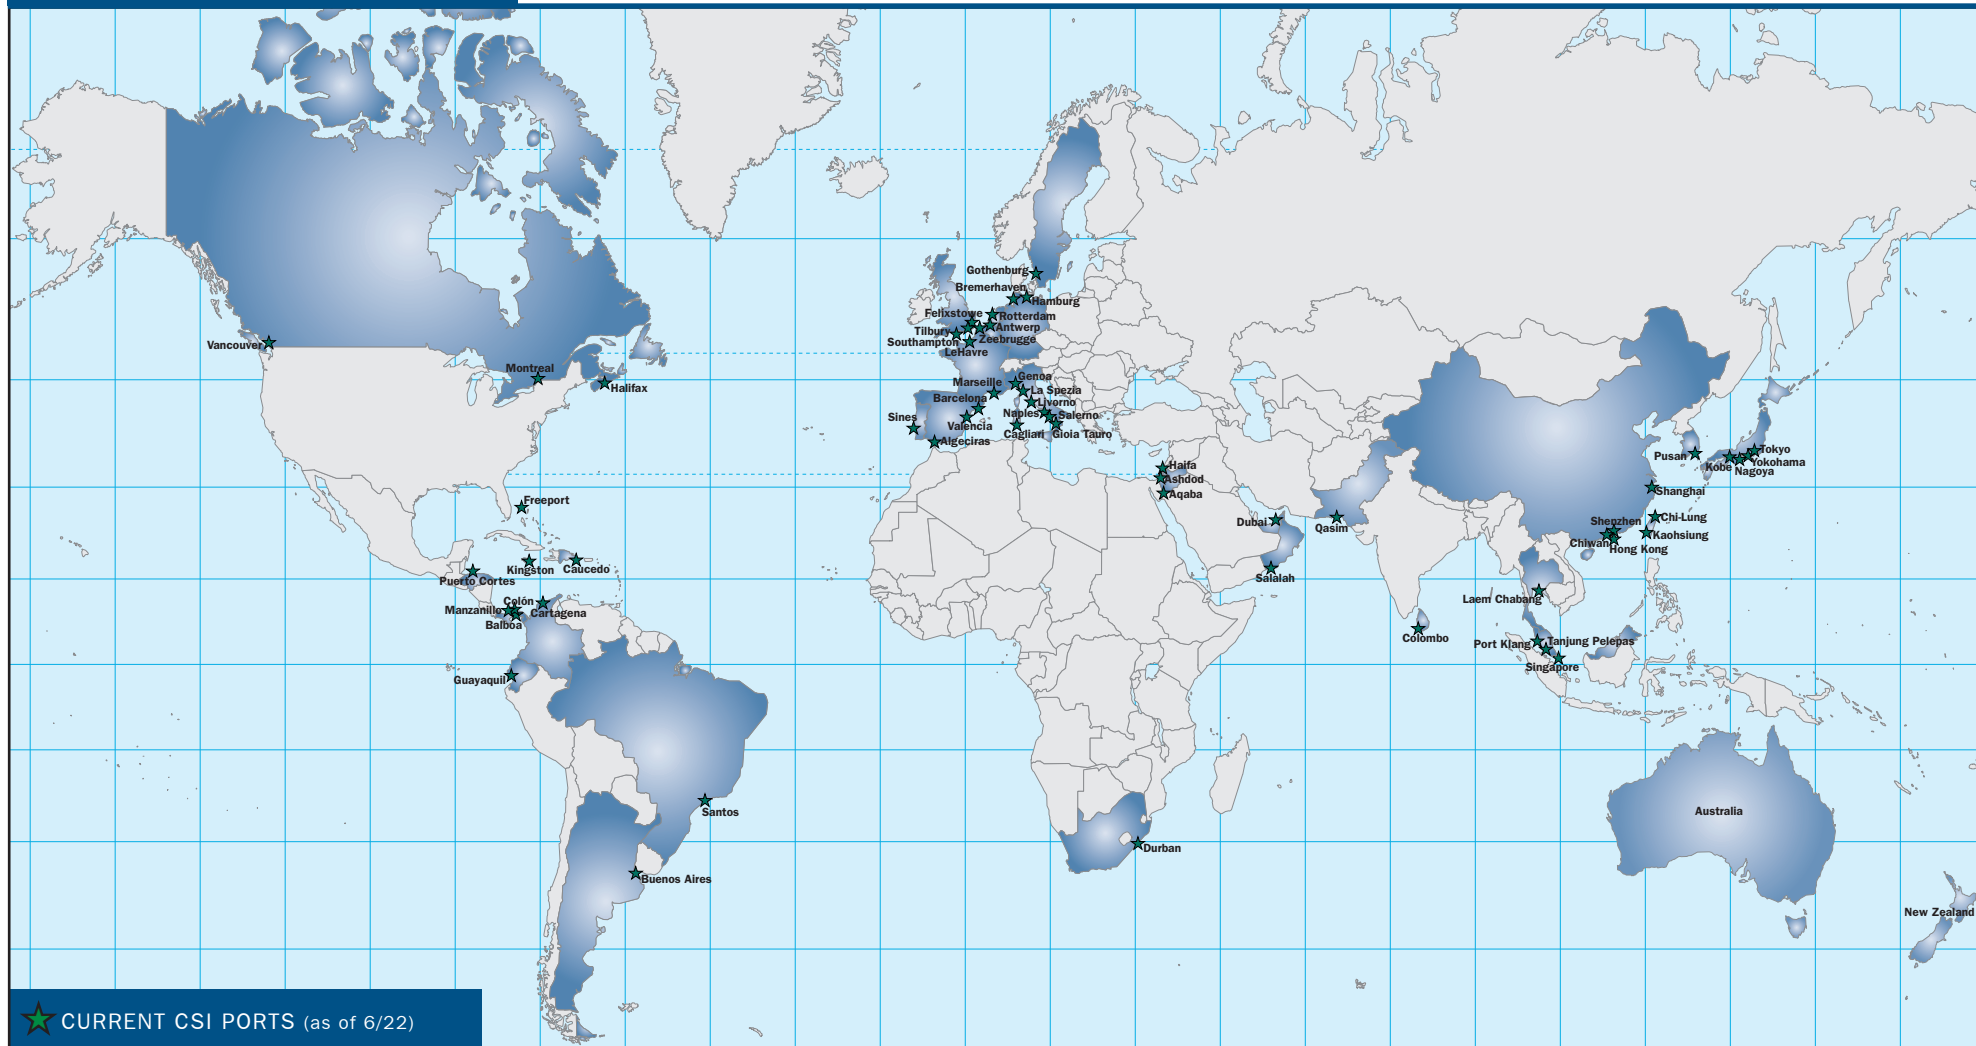 Vancouver
Montreal
Halifax
Freeport
Kingston
Caucedo
Puerto Cortes
Colón
Manzanillo
Cartagena
Balboa
Guayaquil
Santos
Buenos Aires
Gothenburg
Bremerhaven
Hamburg
Felixstowe
Rotterdam
Tilbury
Antwerp
Southampton
Zeebrugge
LeHavre
Genoa
Marseille
La Spezia
Barcelona
Livorno
Naples
Salerno
Sines
Valencia
Cagliari
Gioia Tauro
Algeciras
Haifa
Ashdod
Aqaba
Dubai
Qasim
Salalah
Durban
Colombo
Pusan
Tokyo
Yokohama
Kobe
Nagoya
Shanghai
Shenzhen
Chi-Lung
Kaohsiung
Chiwan
Hong Kong
Laem Chabang
Port Klang
Tanjung Pelepas
Singapore
Australia
New Zealand
CURRENT CSI PORTS (as of 6/22)